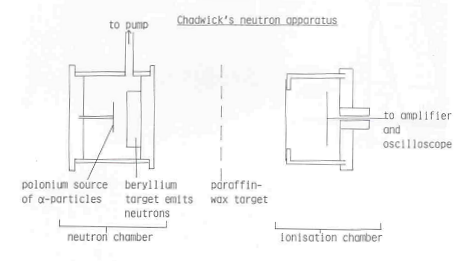 Chadwick's neutron apparatus
to pump
to amplifier
and
oscilloscope
polonium source
of α-particles
beryllium
target emits
neutrons
paraffin-
wax target
neutron chamber
ionisation chamber